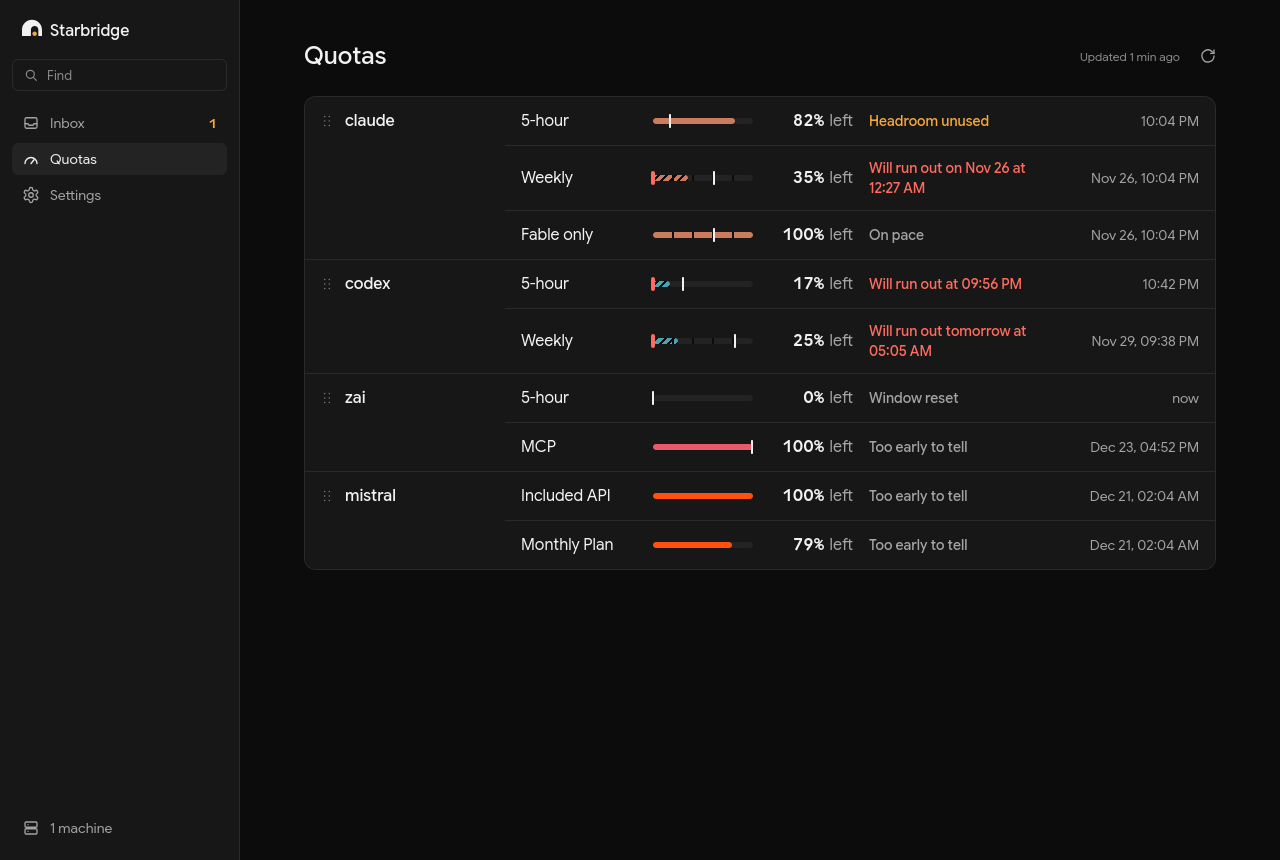 Starbridge
Find
Inbox 1
Quotas
Settings
1 machine
Quotas
Updated 1 min ago
claude 5-hour 82% left Headroom unused 10:04 PM
Weekly 35% left Will run out on Nov 26 at
12:27 AM Nov 26, 10:04 PM
Fable only 100% left On pace Nov 26, 10:04 PM
codex 5-hour 17% left Will run out at 09:56 PM 10:42 PM
Weekly 25% left Will run out tomorrow at
05:05 AM Nov 29, 09:38 PM
zai 5-hour 0% left Window reset now
MCP 100% left Too early to tell Dec 23, 04:52 PM
mistral Included API 100% left Too early to tell Dec 21, 02:04 AM
Monthly Plan 79% left Too early to tell Dec 21, 02:04 AM